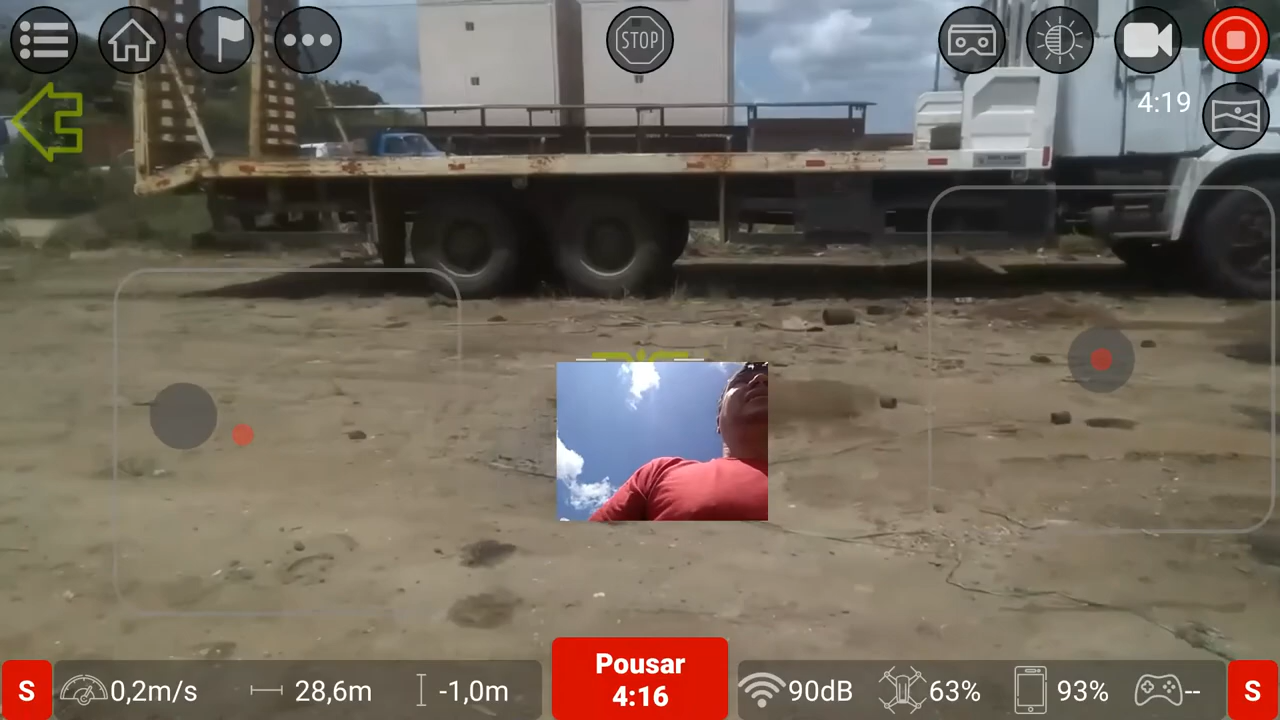 STOP
4:19
S
0,2m/s
28,6m
-1,0m
Pousar
4:16
90dB
63%
93%
--
S